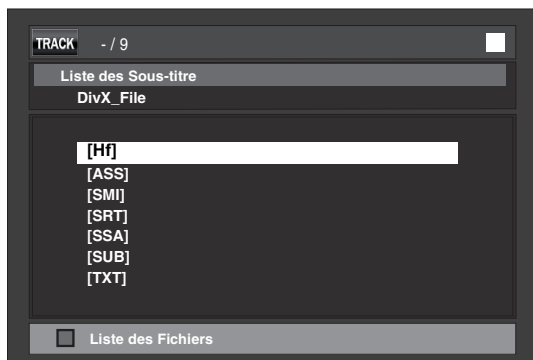 TRACK - / 9
Liste des Sous-titre
DivX_File
[Hf]
[ASS]
[SMI]
[SRT]
[SSA]
[SUB]
[TXT]
Liste des Fichiers